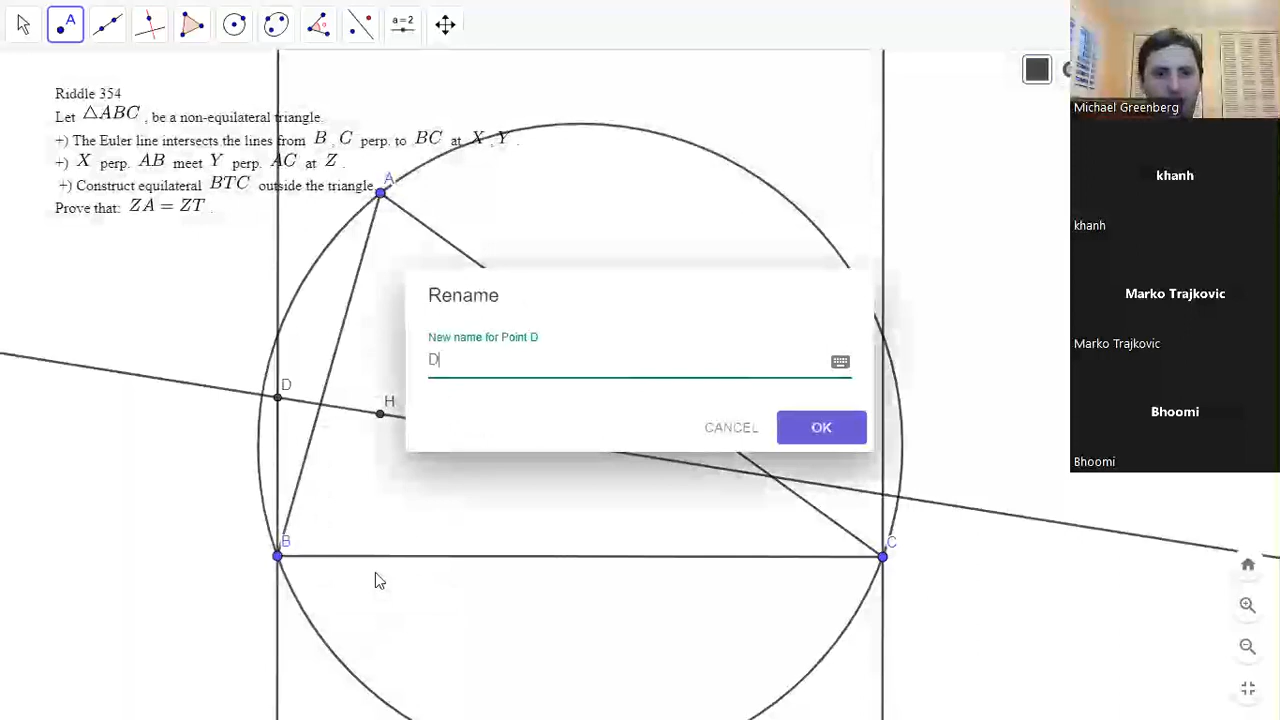 A
a=2
Riddle 354
Let △ABC , be a non-equilateral triangle.
+) The Euler line intersects the lines from B , C perp. to BC at X , Y .
+) X perp. AB meet Y perp. AC at Z .
+) Construct equilateral BTC outside the triangle.
Prove that: ZA = ZT .
A
D
H
B
C
Rename
New name for Point D
D
CANCEL
OK
Michael Greenberg
khanh
khanh
Marko Trajkovic
Marko Trajkovic
Bhoomi
Bhoomi